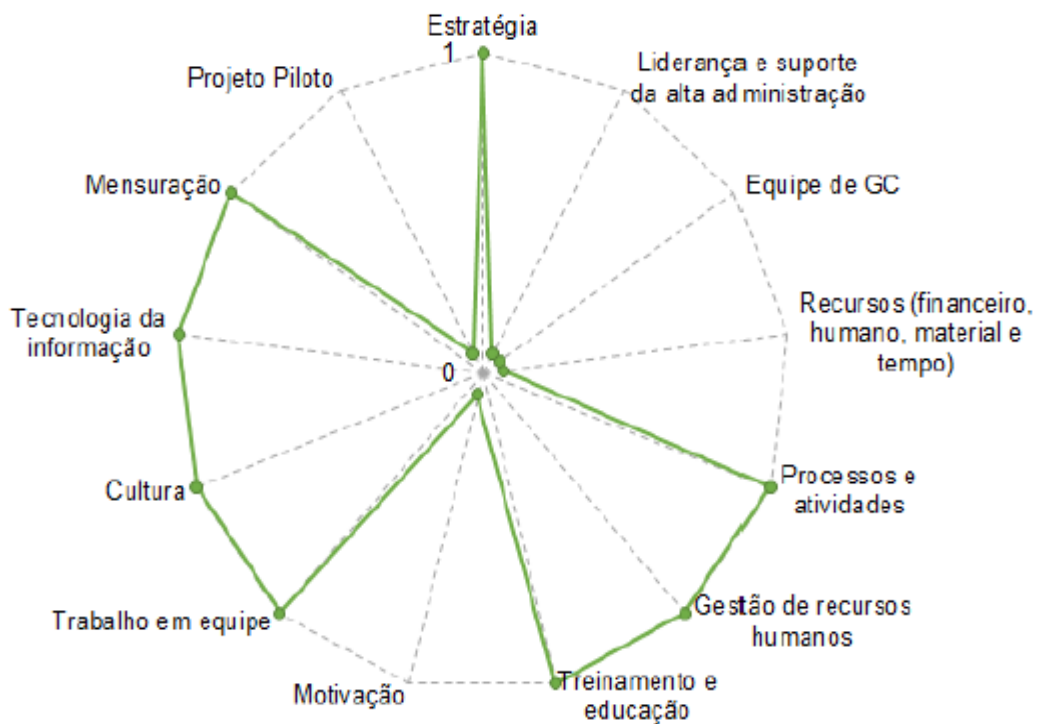 Estratégia
1
Liderança e suporte
da alta administração
Equipe de GC
Recursos (financeiro,
humano, material e
tempo)
Processos e
atividades
Gestão de recursos
humanos
Treinamento e
educação
Motivação
Trabalho em equipe
Cultura
Tecnologia da
informação
Mensuração
Projeto Piloto
0